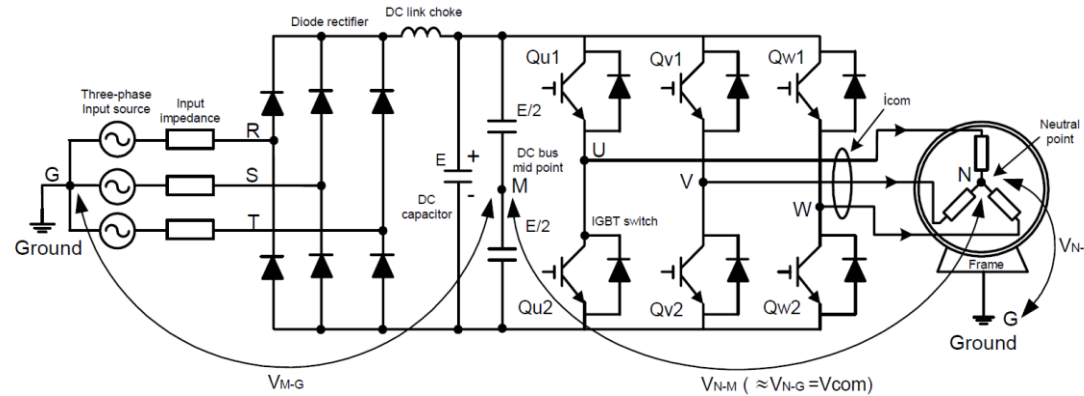 Diode rectifier
DC link choke
Three-phase
Input source
Input
impedance
R
S
T
G
Ground
E
+
-
DC
capacitor
E/2
DC bus
mid point
M
E/2
Qu1
Qv1
Qw1
U
V
W
IGBT switch
Qu2
Qv2
Qw2
icom
Neutral
point
N
Frame
G
Ground
VN-
VM-G
VN-M ( ≈VN-G =Vcom)